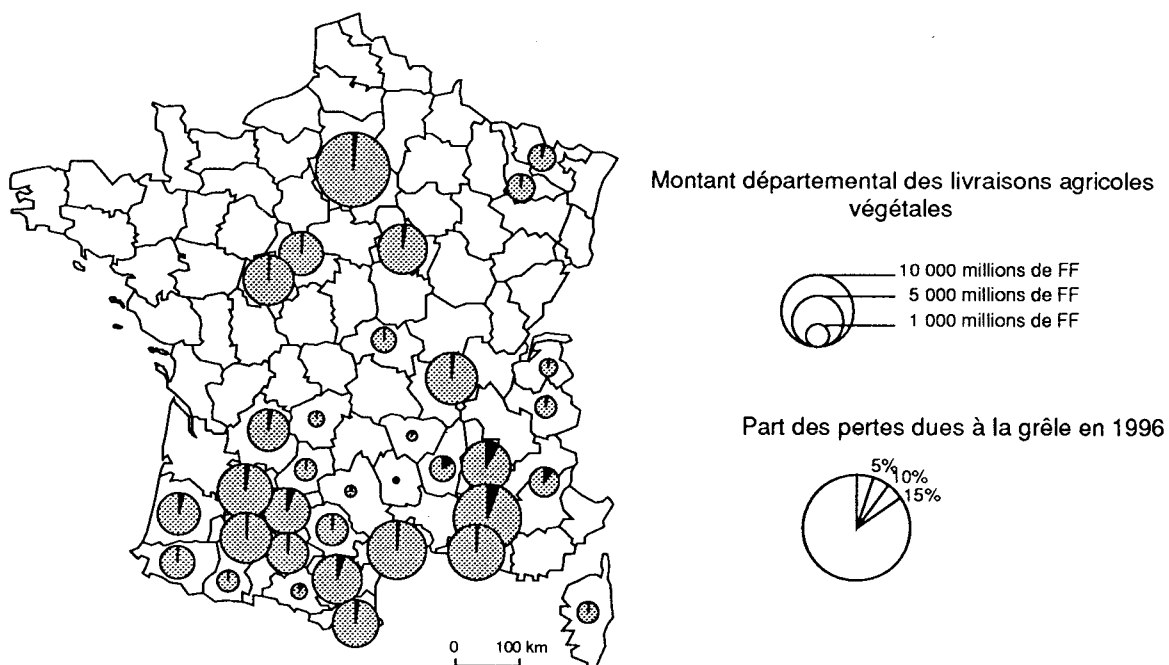 Montant départemental des livraisons agricoles
végétales
10 000 millions de FF
5 000 millions de FF
1 000 millions de FF
Part des pertes dues à la grêle en 1996
5%
10%
15%
0 100 km